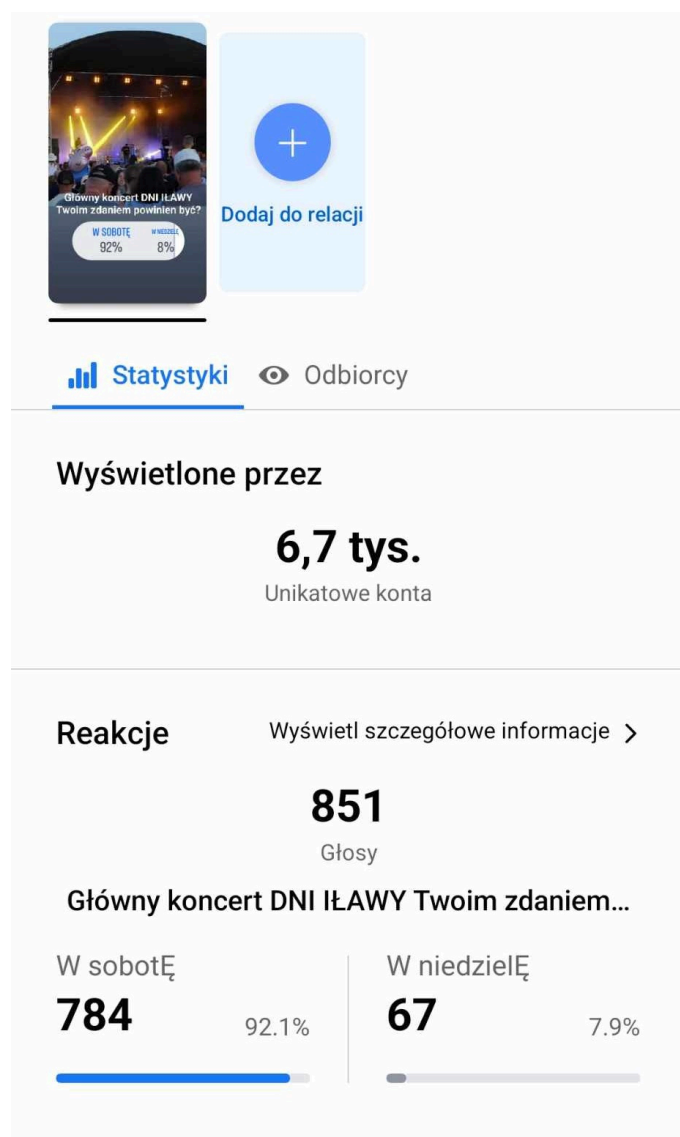 Główny koncert DNI IŁAWY
Twoim zdaniem powinien być?
W SOBOTĘ W NIEDZIELĘ
92% 8%
Dodaj do relacji
Statystyki Odbiorcy
Wyświetlone przez
6,7 tys.
Unikatowe konta
Reakcje Wyświetl szczegółowe informacje
851
Głosy
Główny koncert DNI IŁAWY Twoim zdaniem...
W sobotĘ W niedzielĘ
784 92.1% 67 7.9%